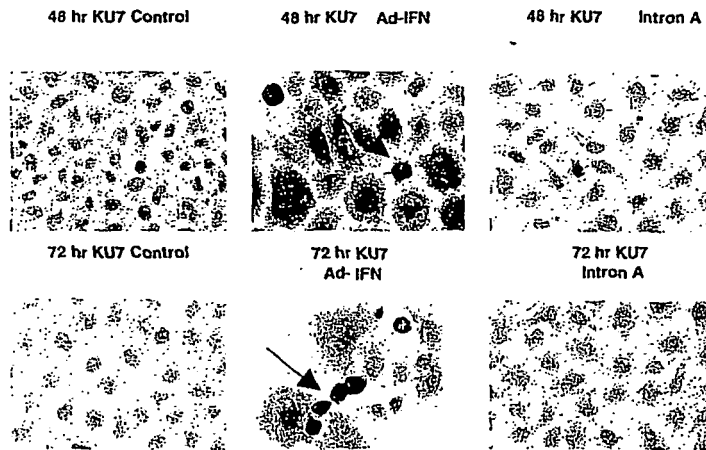 48 hr KU7 Control
48 hr KU7 Ad-IFN
48 hr KU7 Intron A
72 hr KU7 Control
72 hr KU7
Ad- IFN
72 hr KU7
Intron A